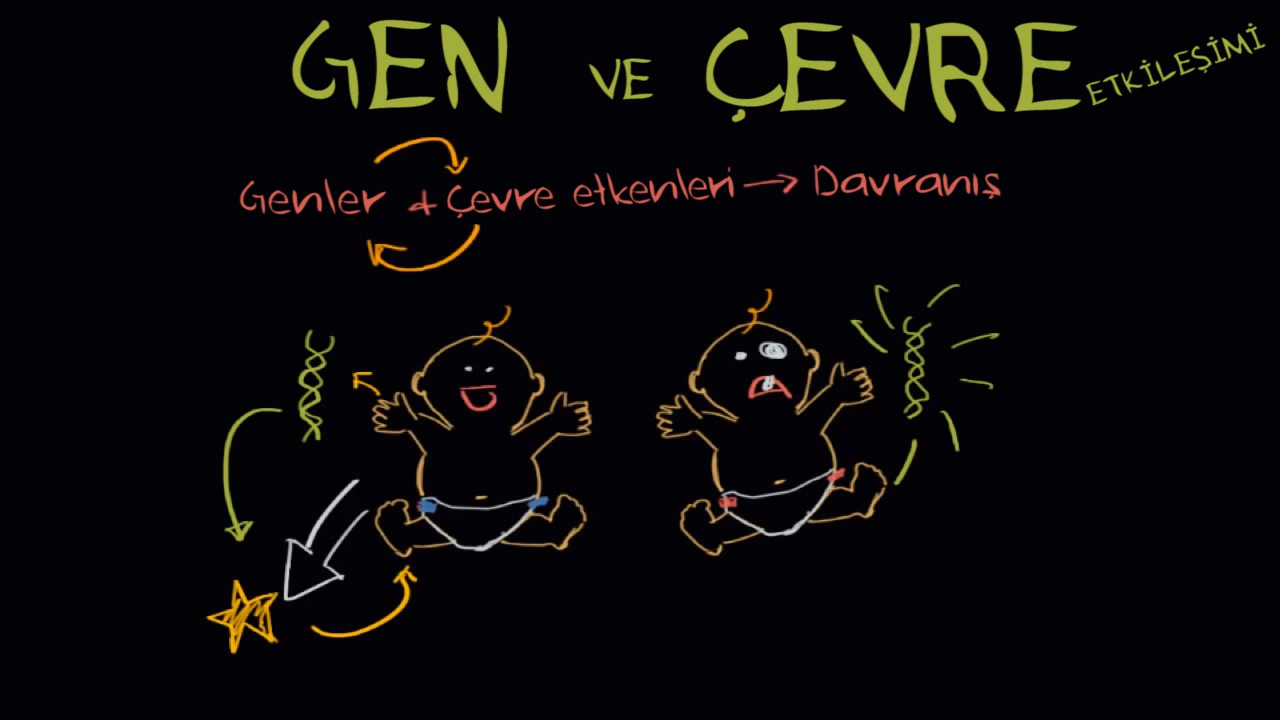 GEN VE ÇEVRE ETKİLEŞİMİ
Genler + Çevre etkenleri → Davranış